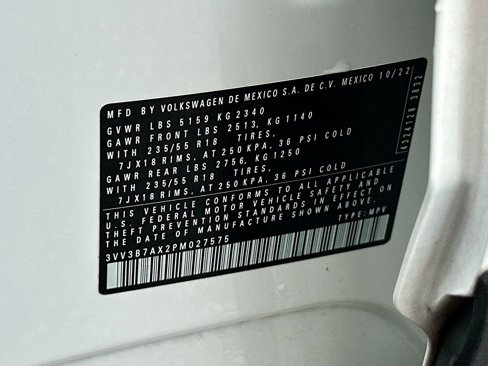 MFD BY VOLKSWAGEN DE MEXICO S.A. DE C.V. MEXICO 10/22
GVWR LBS 5159 KG 2340
GAWR FRONT LBS 2513, KG 1140
WITH 235/55 R18 TIRES,
7JX18 RIMS, AT 250 KPA, 36 PSI COLD
GAWR REAR LBS 2756, KG 1250
WITH 235/55 R18 TIRES,
7JX18 RIMS, AT 250 KPA, 36 PSI COLD
THIS VEHICLE CONFORMS TO ALL APPLICABLE
U.S. FEDERAL MOTOR VEHICLE SAFETY AND
THEFT PREVENTION STANDARDS IN EFFECT ON
THE DATE OF MANUFACTURE SHOWN ABOVE.
TYPE: MPV
3VV3B7AX2PM027575